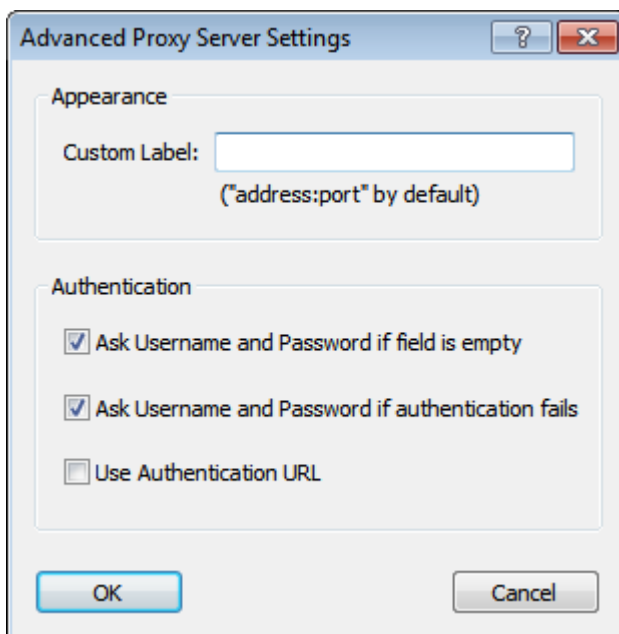 Advanced Proxy Server Settings
Appearance
Custom Label:
("address:port" by default)
Authentication
Ask Username and Password if field is empty
Ask Username and Password if authentication fails
Use Authentication URL
OK Cancel